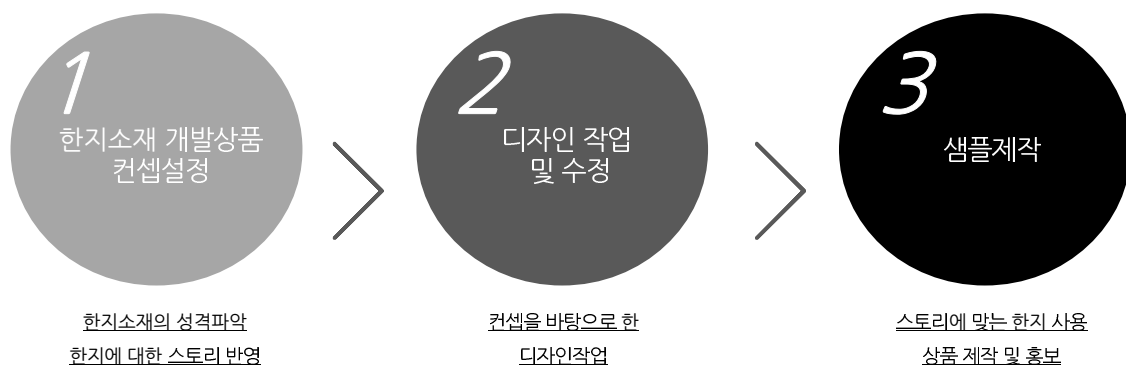 1
한지소재 개발상품
컨셉설정
한지소재의 성격파악
한지에 대한 스토리 반영
2
디자인 작업
및 수정
컨셉을 바탕으로 한
디자인작업
3
샘플제작
스토리에 맞는 한지 사용
상품 제작 및 홍보